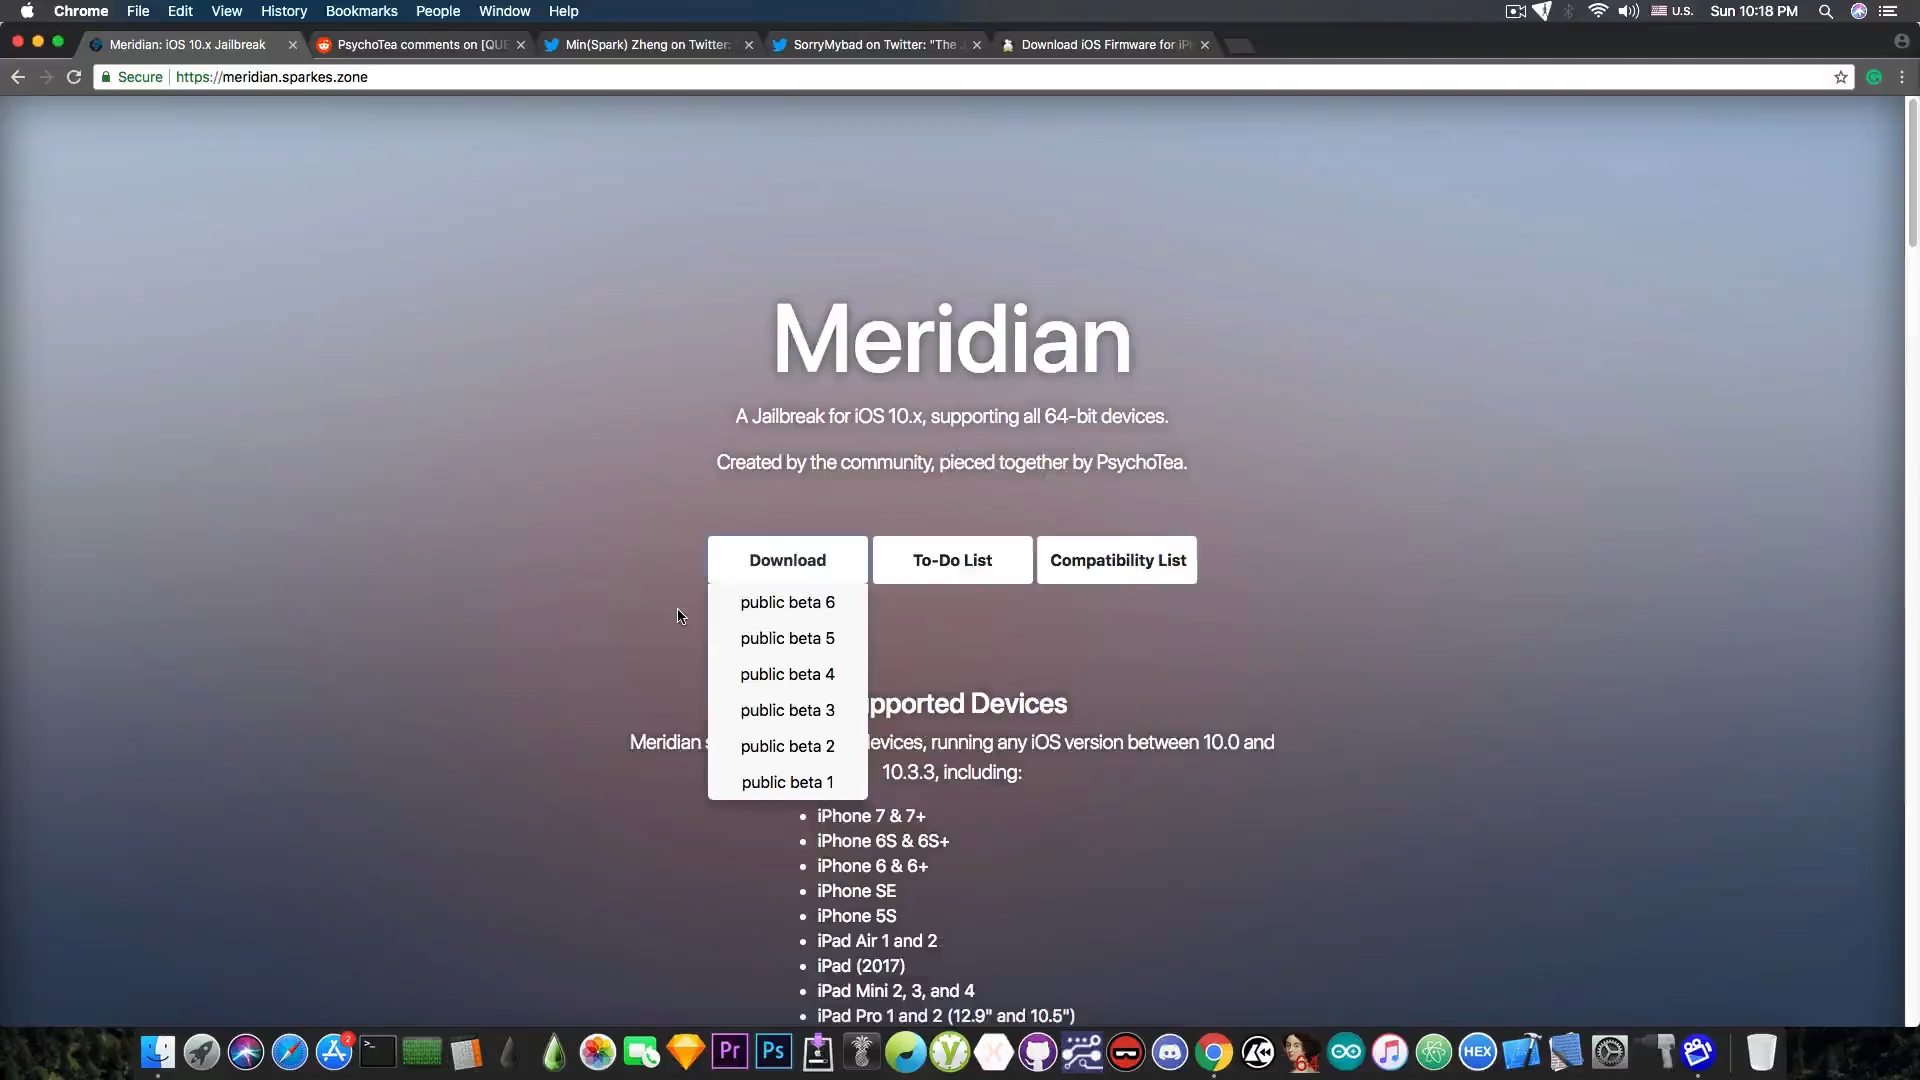 Chrome File Edit View History Bookmarks People Window Help
U.S. Sun 10:18 PM
Meridian: iOS 10.x Jailbreak
PsychoTea comments on [QUE
Min(Spark) Zheng on Twitter:
SorryMybad on Twitter: "The J
Download iOS Firmware for iP
Secure https://meridian.sparkes.zone
Meridian
A Jailbreak for iOS 10.x, supporting all 64-bit devices.
Created by the community, pieced together by PsychoTea.
Download To-Do List Compatibility List
public beta 6
public beta 5
public beta 4
public beta 3
public beta 2
public beta 1
pported Devices
Meridian s evices, running any iOS version between 10.0 and
10.3.3, including:
• iPhone 7 & 7+
• iPhone 6S & 6S+
• iPhone 6 & 6+
• iPhone SE
• iPhone 5S
• iPad Air 1 and 2
• iPad (2017)
• iPad Mini 2, 3, and 4
• iPad Pro 1 and 2 (12.9" and 10.5")
2
Pr Ps HEX